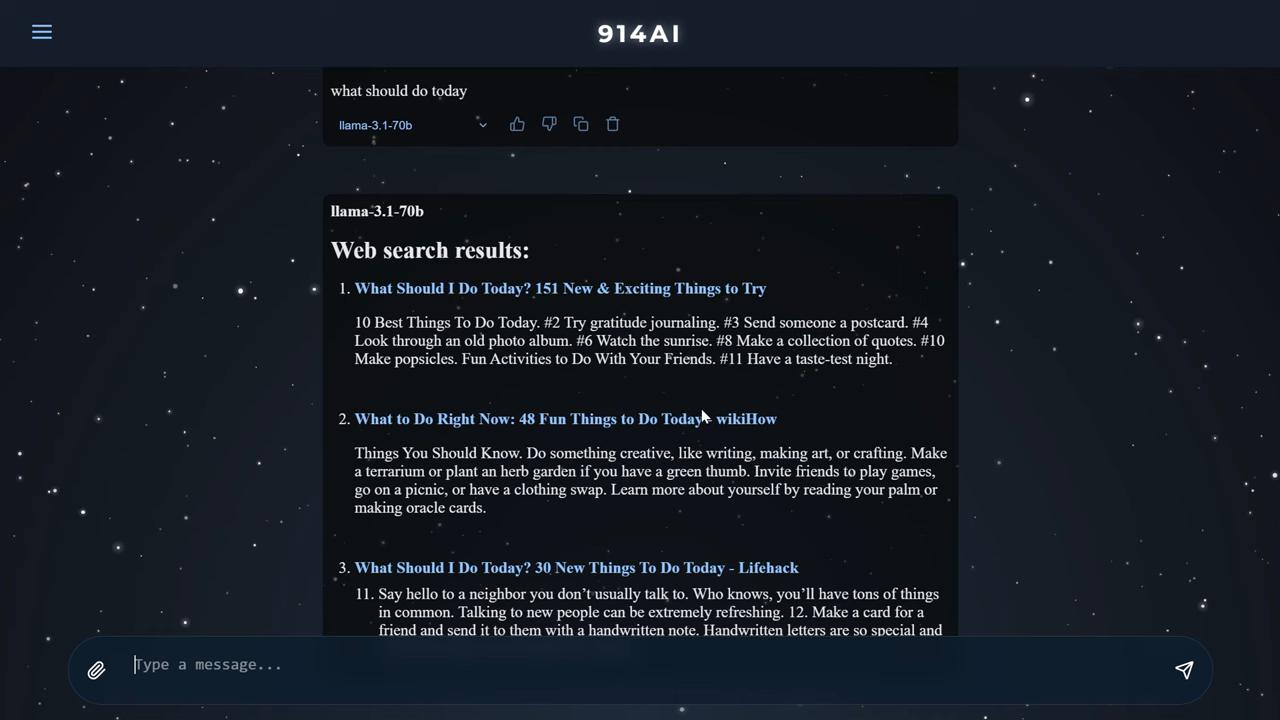 914AI
what should do today
llama-3.1-70b
llama-3.1-70b
Web search results:
1. What Should I Do Today? 151 New & Exciting Things to Try
10 Best Things To Do Today. #2 Try gratitude journaling. #3 Send someone a postcard. #4
Look through an old photo album. #6 Watch the sunrise. #8 Make a collection of quotes. #10
Make popsicles. Fun Activities to Do With Your Friends. #11 Have a taste-test night.
2. What to Do Right Now: 48 Fun Things to Do Today - wikiHow
Things You Should Know. Do something creative, like writing, making art, or crafting. Make
a terrarium or plant an herb garden if you have a green thumb. Invite friends to play games,
go on a picnic, or have a clothing swap. Learn more about yourself by reading your palm or
making oracle cards.
3. What Should I Do Today? 30 New Things To Do Today - Lifehack
11. Say hello to a neighbor you don’t usually talk to. Who knows, you’ll have tons of things
in common. Talking to new people can be extremely refreshing. 12. Make a card for a
friend and send it to them with a handwritten note. Handwritten letters are so special and
Type a message...